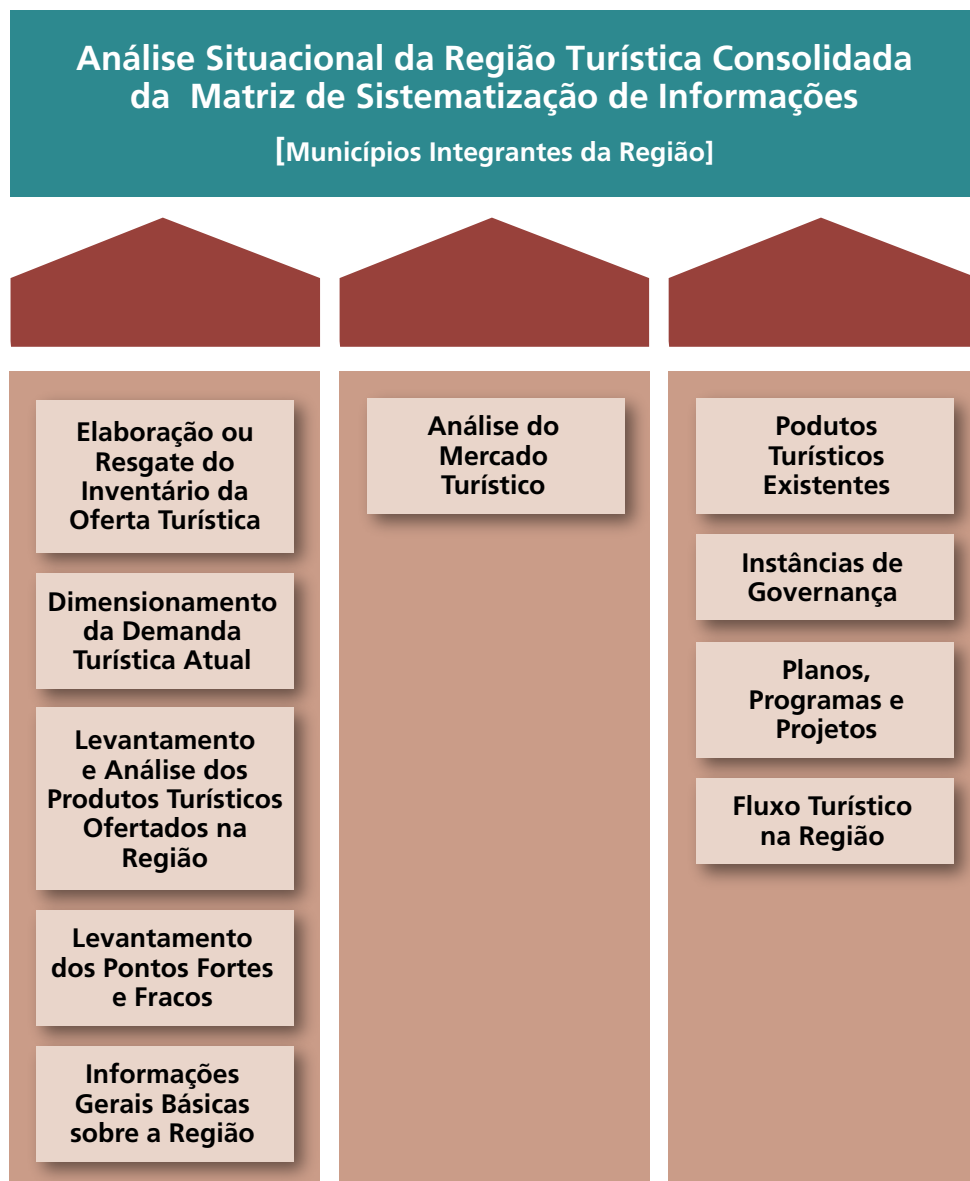 Análise Situacional da Região Turística Consolidada
da Matriz de Sistematização de Informações
[Municípios Integrantes da Região]
Elaboração ou
Resgate do
Inventário da
Oferta Turística
Dimensionamento
da Demanda
Turística Atual
Levantamento
e Análise dos
Produtos Turísticos
Ofertados na
Região
Levantamento
dos Pontos Fortes
e Fracos
Informações
Gerais Básicas
sobre a Região
Análise do
Mercado
Turístico
Podutos
Turísticos
Existentes
Instâncias de
Governança
Planos,
Programas e
Projetos
Fluxo Turístico
na Região